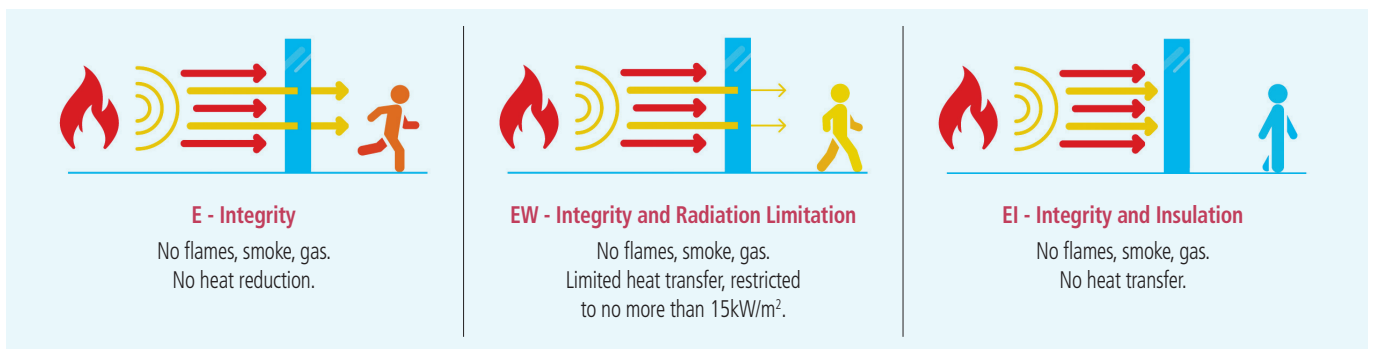 E - Integrity
No flames, smoke, gas.
No heat reduction.
EW - Integrity and Radiation Limitation
No flames, smoke, gas.
Limited heat transfer, restricted
to no more than 15kW/m².
EI - Integrity and Insulation
No flames, smoke, gas.
No heat transfer.